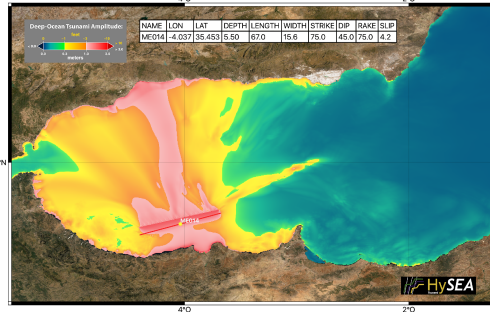 Deep-Ocean Tsunami Amplitude:
feet
meters
NAME LON LAT DEPTH LENGTH WIDTH STRIKE DIP RAKE SLIP
ME014 -4.037 35.453 5.50 67.0 15.6 75.0 45.0 75.0 4.2
°N
ME014
HySEA
4°O
2°O